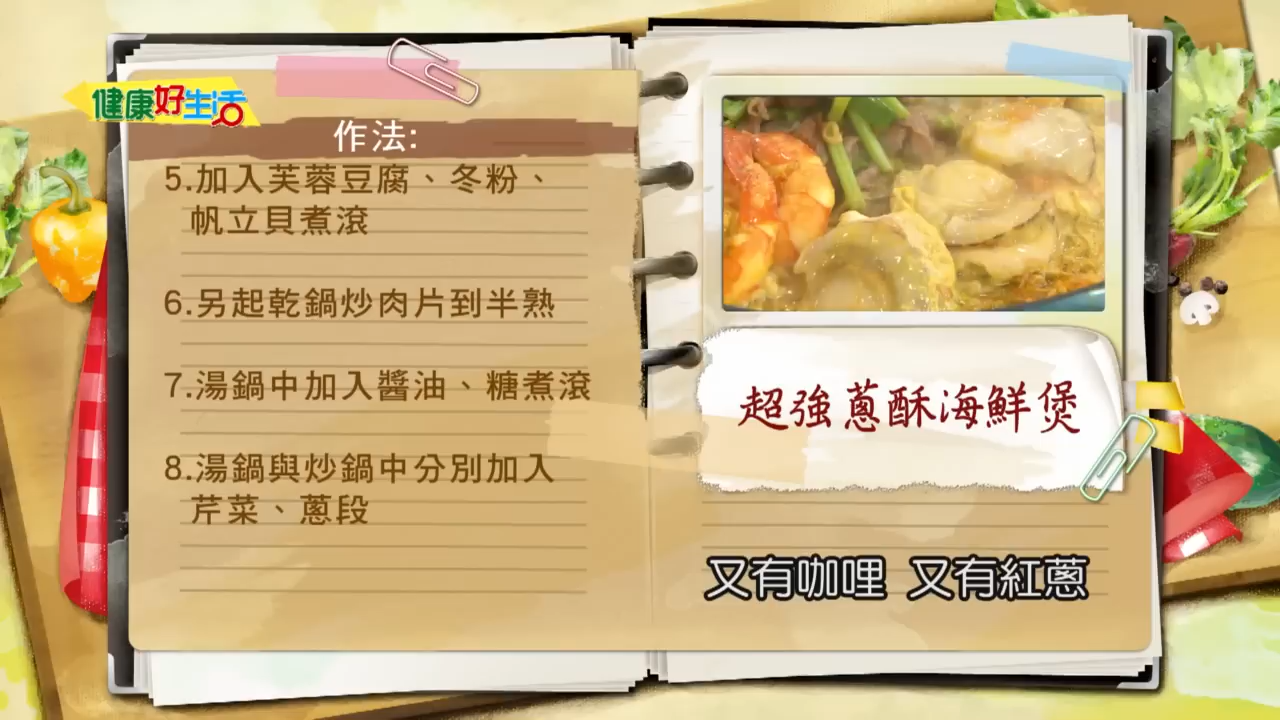 健康好生活
作法:
5.加入芙蓉豆腐、冬粉、
帆立貝煮滾
6.另起乾鍋炒肉片到半熟
7.湯鍋中加入醬油、糖煮滾
8.湯鍋與炒鍋中分別加入
芹菜、蔥段
超強蔥酥海鮮煲
又有咖哩 又有紅蔥